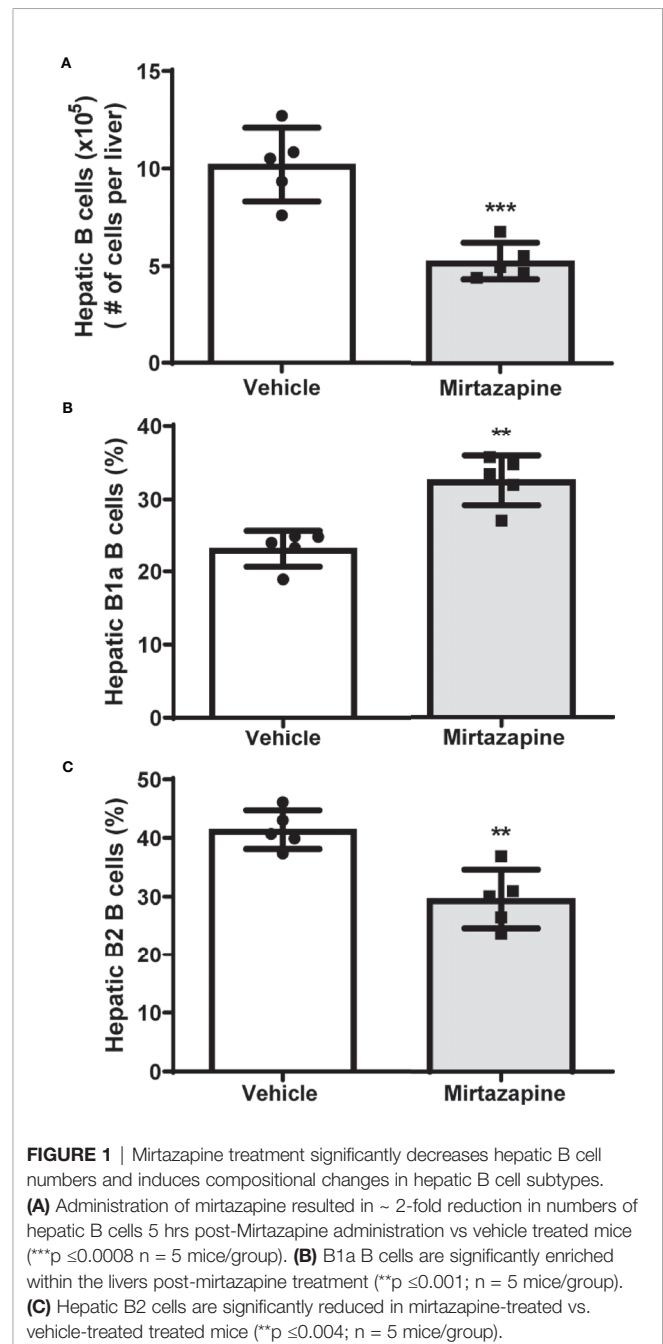 A
Hepatic B cells (x10⁵)
( # of cells per liver)
15
10
5
0
***
Vehicle
Mirtazapine
B
Hepatic B1a B cells (%)
40
30
20
10
0
**
Vehicle
Mirtazapine
C
Hepatic B2 B cells (%)
50
40
30
20
10
0
**
Vehicle
Mirtazapine
FIGURE 1 | Mirtazapine treatment significantly decreases hepatic B cell
numbers and induces compositional changes in hepatic B cell subtypes.
(A) Administration of mirtazapine resulted in ~ 2-fold reduction in numbers of
hepatic B cells 5 hrs post-Mirtazapine administration vs vehicle treated mice
(***p ≤0.0008 n = 5 mice/group). (B) B1a B cells are significantly enriched
within the livers post-mirtazapine treatment (**p ≤0.001; n = 5 mice/group).
(C) Hepatic B2 cells are significantly reduced in mirtazapine-treated vs.
vehicle-treated treated mice (**p ≤0.004; n = 5 mice/group).